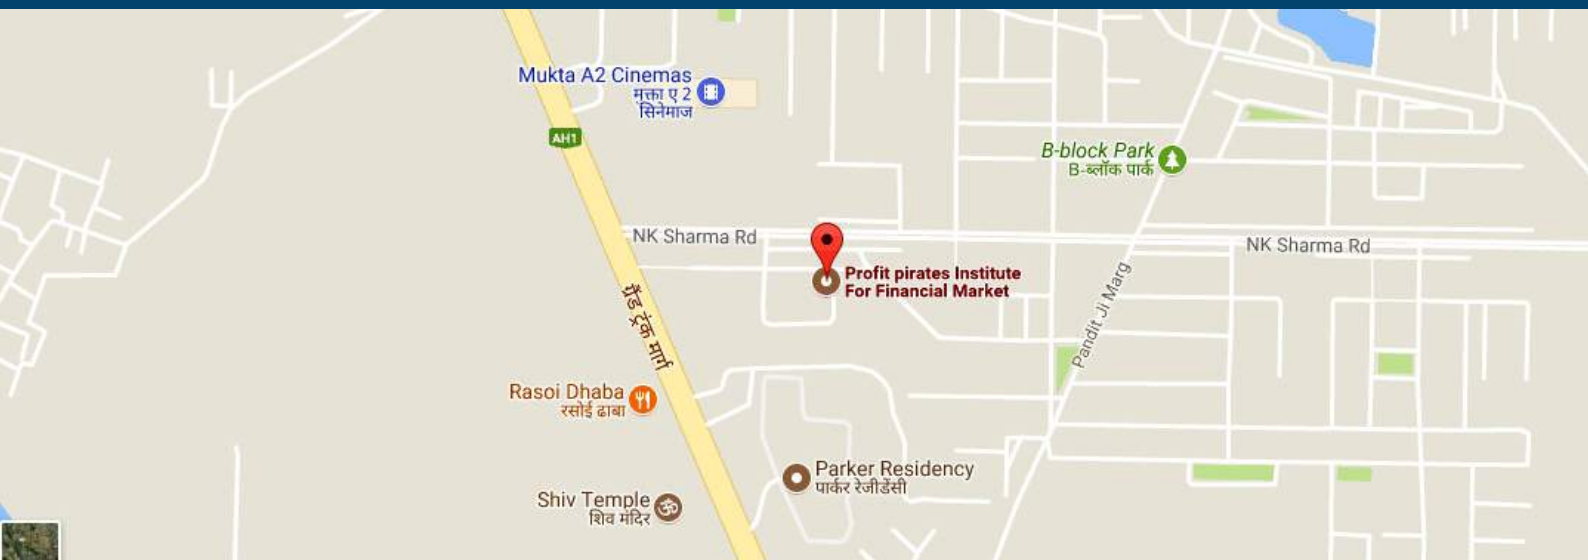 Mukta A2 Cinemas
मुक्ता ए 2
सिनेमाज
AH1
B-block Park
B-ब्लॉक पार्क
NK Sharma Rd
NK Sharma Rd
Profit pirates Institute
For Financial Market
Pandit Ji Marg
ग्रैंड ट्रंक मार्ग
Rasoi Dhaba
रसोई ढाबा
Parker Residency
पार्कर रेजीडेंसी
Shiv Temple
शिव मंदिर